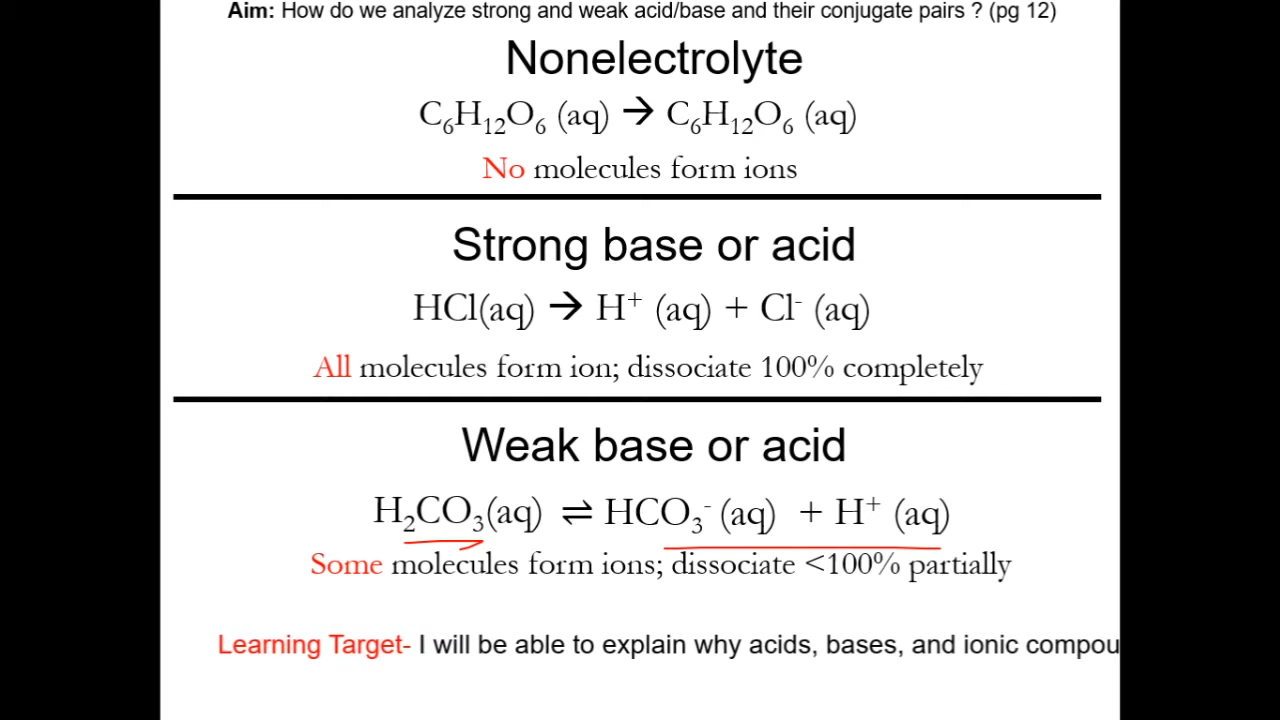 Aim: How do we analyze strong and weak acid/base and their conjugate pairs ? (pg 12)
Nonelectrolyte
C₆H₁₂O₆ (aq) → C₆H₁₂O₆ (aq)
No molecules form ions
Strong base or acid
HCl(aq) → H⁺ (aq) + Cl⁻ (aq)
All molecules form ion; dissociate 100% completely
Weak base or acid
H₂CO₃(aq) ⇌ HCO₃⁻ (aq) + H⁺ (aq)
Some molecules form ions; dissociate <100% partially
Learning Target- I will be able to explain why acids, bases, and ionic compou